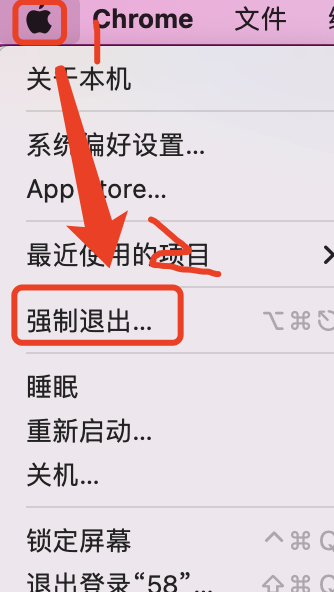 Chrome 文件
关于本机
系统偏好设置...
App Store...
最近使用的项目
强制退出... ⌥⌘
睡眠
重新启动...
关机...
锁定屏幕 ^⌘Q
退出登录“58”... ⇧⌘Q